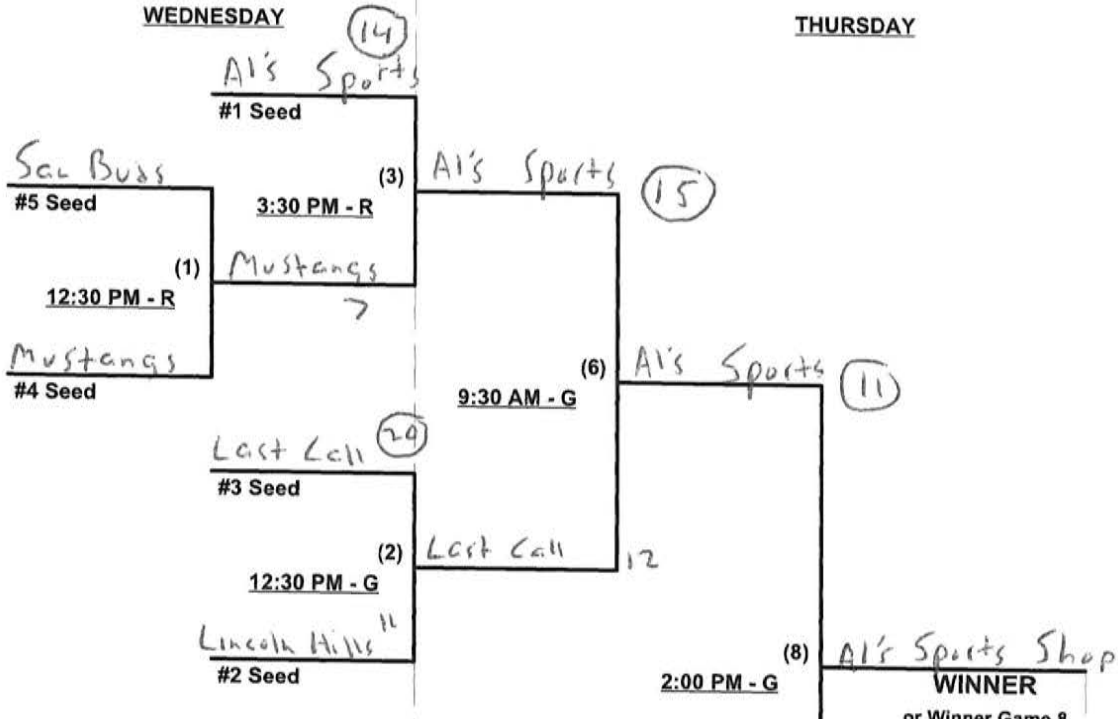 WEDNESDAY
THURSDAY
14
Al's Sports
#1 Seed
Sac Buds
#5 Seed
(3)
3:30 PM - R
Al's Sports
15
(1)
12:30 PM - R
Mustangs
7
Mustangs
#4 Seed
(6)
9:30 AM - G
Al's Sports
11
Last Call
#3 Seed
(2)
12:30 PM - G
Last Call
12
Lincoln Hills
11
#2 Seed
(8)
2:00 PM - G
Al's Sports Shop
WINNER
or Winner Game 8